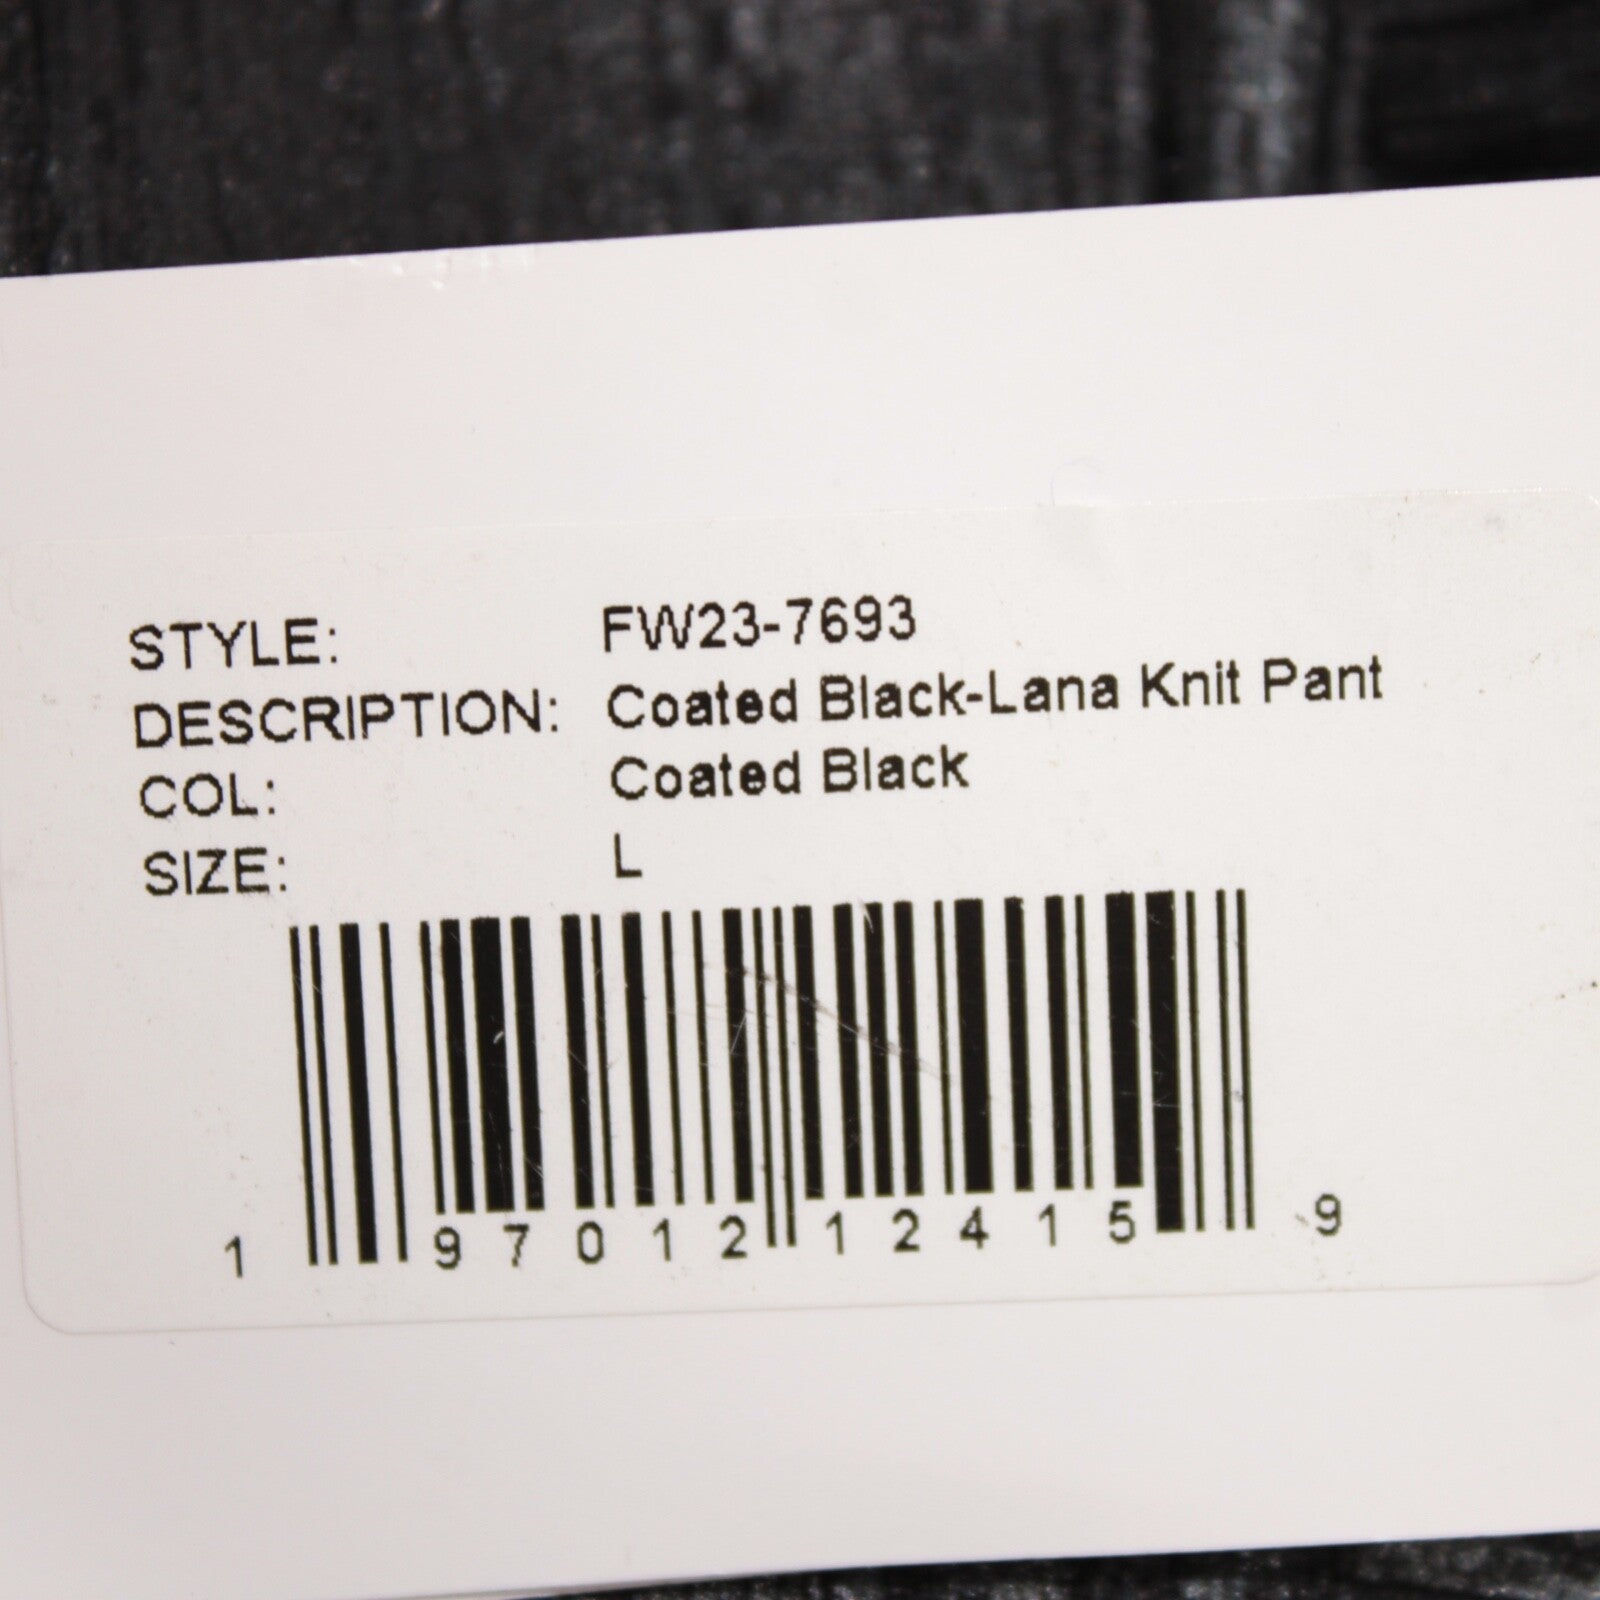 STYLE: FW23-7693
DESCRIPTION: Coated Black-Lana Knit Pant
COL: Coated Black
SIZE: L
1 97012 12415 9